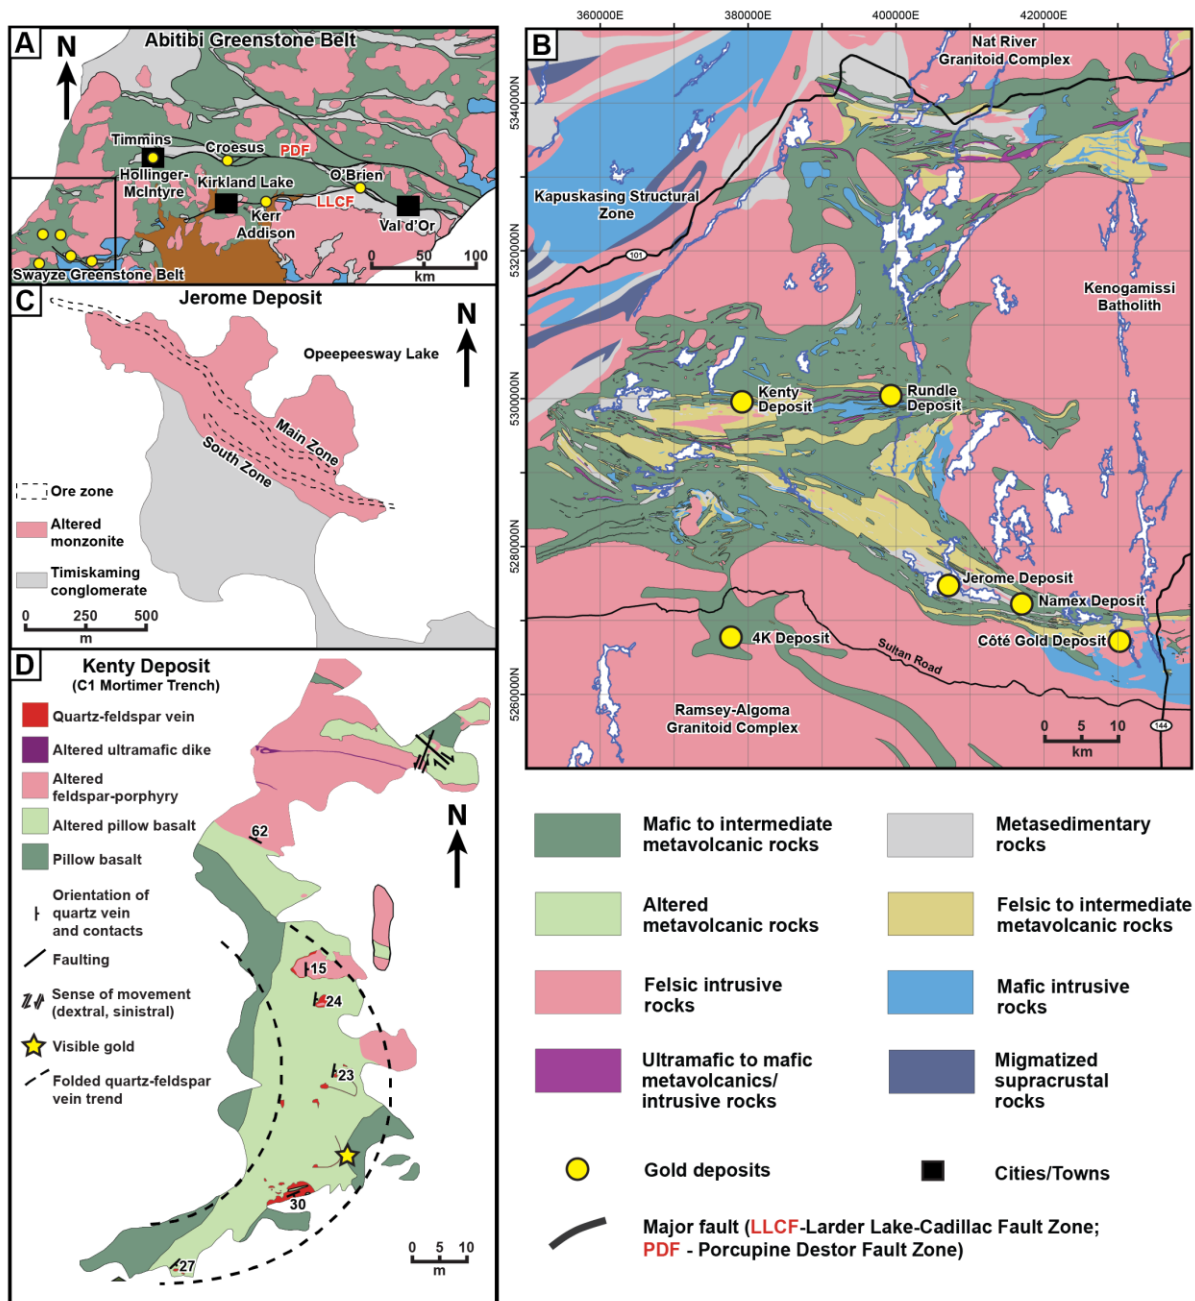 A
N
Abitibi Greenstone Belt
Timmins
Croesus
PDF
Hollinger-
McIntyre
Kirkland Lake
O'Brien
LLCF
Kerr
Addison
Val d'Or
0 50 100
km
Swayze Greenstone Belt
C
Jerome Deposit
N
Opeepeesway Lake
Main Zone
South Zone
Ore zone
Altered
monzonite
Timiskaming
conglomerate
0 250 500
m
D
Kenty Deposit
(C1 Mortimer Trench)
Quartz-feldspar vein
Altered ultramafic dike
Altered
feldspar-porphyry
Altered pillow basalt
Pillow basalt
Orientation of
quartz vein
and contacts
Faulting
Sense of movement
(dextral, sinistral)
Visible gold
Folded quartz-feldspar
vein trend
N
62
15
24
23
30
27
0 5 10
m
360000E 380000E 400000E 420000E
B
5340000N
5320000N
5300000N
5280000N
5260000N
Nat River
Granitoid Complex
Kapuskasing Structural
Zone
101
Kenogamissi
Batholith
Kenty
Deposit
Rundle
Deposit
Jerome Deposit
Namex Deposit
Côté Gold Deposit
4K Deposit
Sultan Road
Ramsey-Algoma
Granitoid Complex
0 5 10
km
144
Mafic to intermediate
metavolcanic rocks
Metasedimentary
rocks
Altered
metavolcanic rocks
Felsic to intermediate
metavolcanic rocks
Felsic intrusive
rocks
Mafic intrusive
rocks
Ultramafic to mafic
metavolcanics/
intrusive rocks
Migmatized
supracrustal
rocks
Gold deposits
Cities/Towns
Major fault (LLCF-Larder Lake-Cadillac Fault Zone;
PDF - Porcupine Destor Fault Zone)